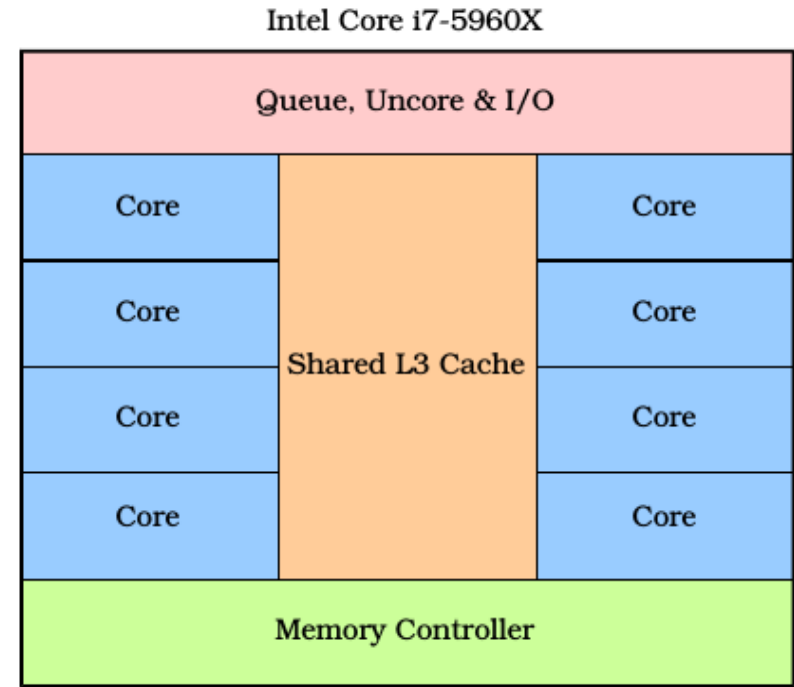 Intel Core i7-5960X
Queue, Uncore & I/O
Core
Core
Core
Core
Shared L3 Cache
Core
Core
Core
Core
Memory Controller